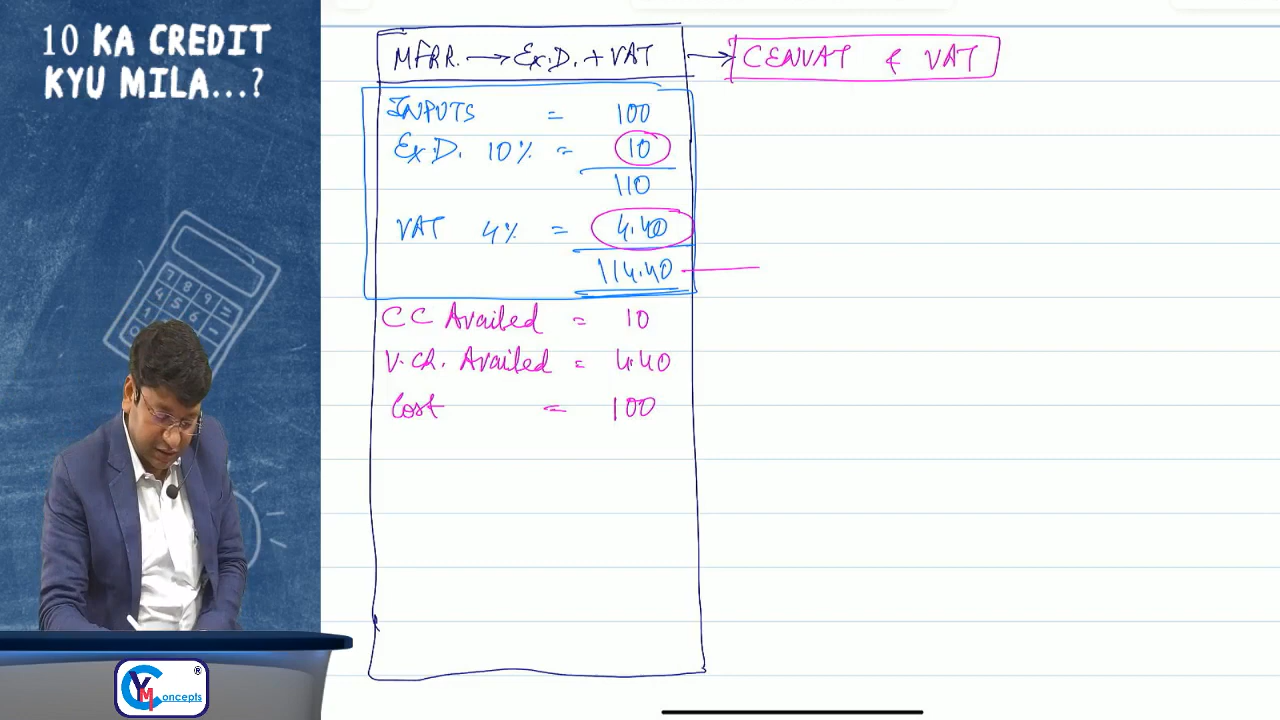 10 KA CREDIT
KYU MILA...?
MFRR. → Ex.D. + VAT → CENVAT & VAT
INPUTS = 100
Ex.D. 10% = 10
110
VAT 4% = 4.40
114.40
CC Availed = 10
V.CR. Availed = 4.40
Cost = 100
CYM Concepts ®